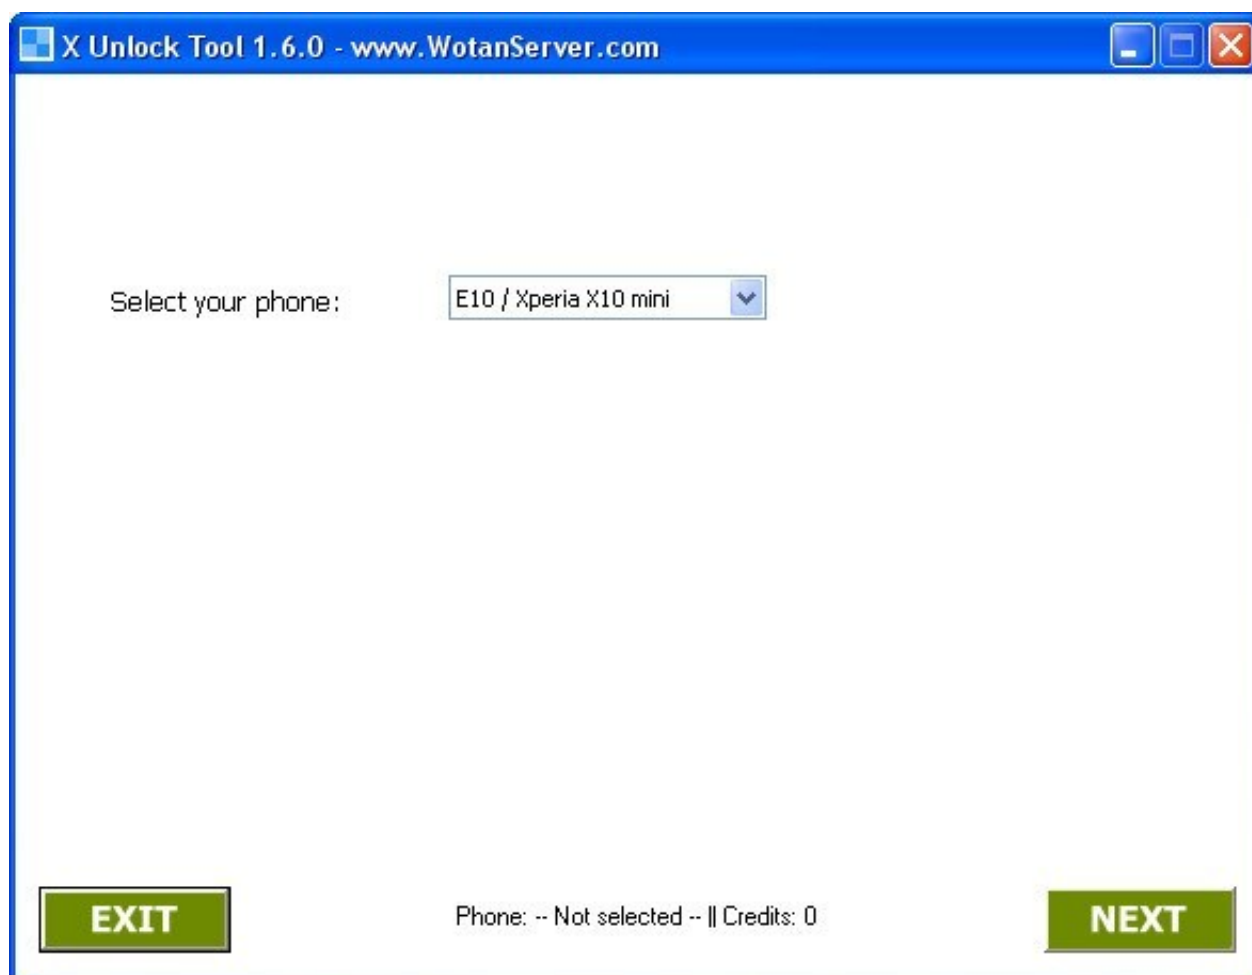 X Unlock Tool 1.6.0 - www.WotanServer.com
Select your phone:
E10 / Xperia X10 mini
EXIT
Phone: -- Not selected -- || Credits: 0
NEXT